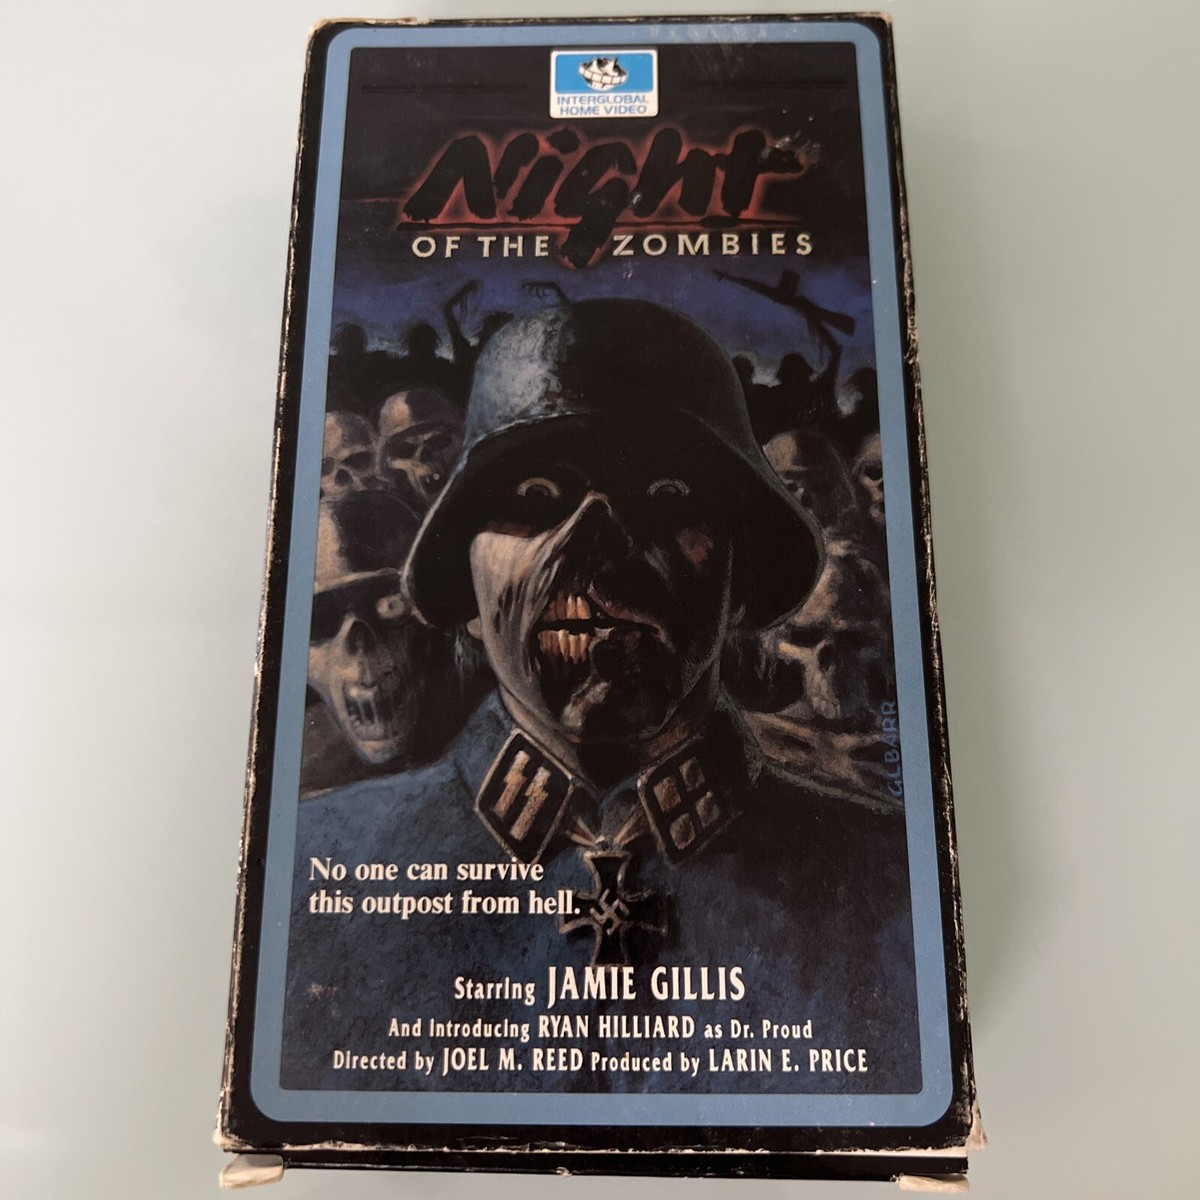 INTERGLOBAL
HOME VIDEO
Night
OF THE ZOMBIES
GLBARR
No one can survive
this outpost from hell.
Starring JAMIE GILLIS
And Introducing RYAN HILLIARD as Dr. Proud
Directed by JOEL M. REED Produced by LARIN E. PRICE